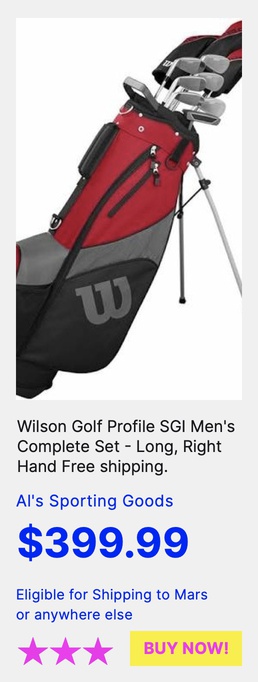 W
W
Wilson Golf Profile SGI Men's
Complete Set - Long, Right
Hand Free shipping.
Al's Sporting Goods
$399.99
Eligible for Shipping to Mars
or anywhere else
BUY NOW!